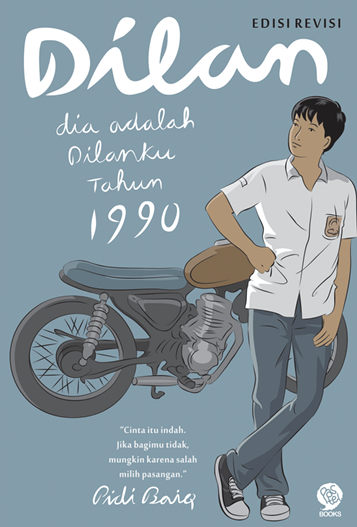 EDISI REVISI
Dilan
dia adalah
Dilanku
Tahun
1990
"Cinta itu indah.
Jika bagimu tidak,
mungkin karena salah
milih pasangan."
Pidi Baiq
BOOKS